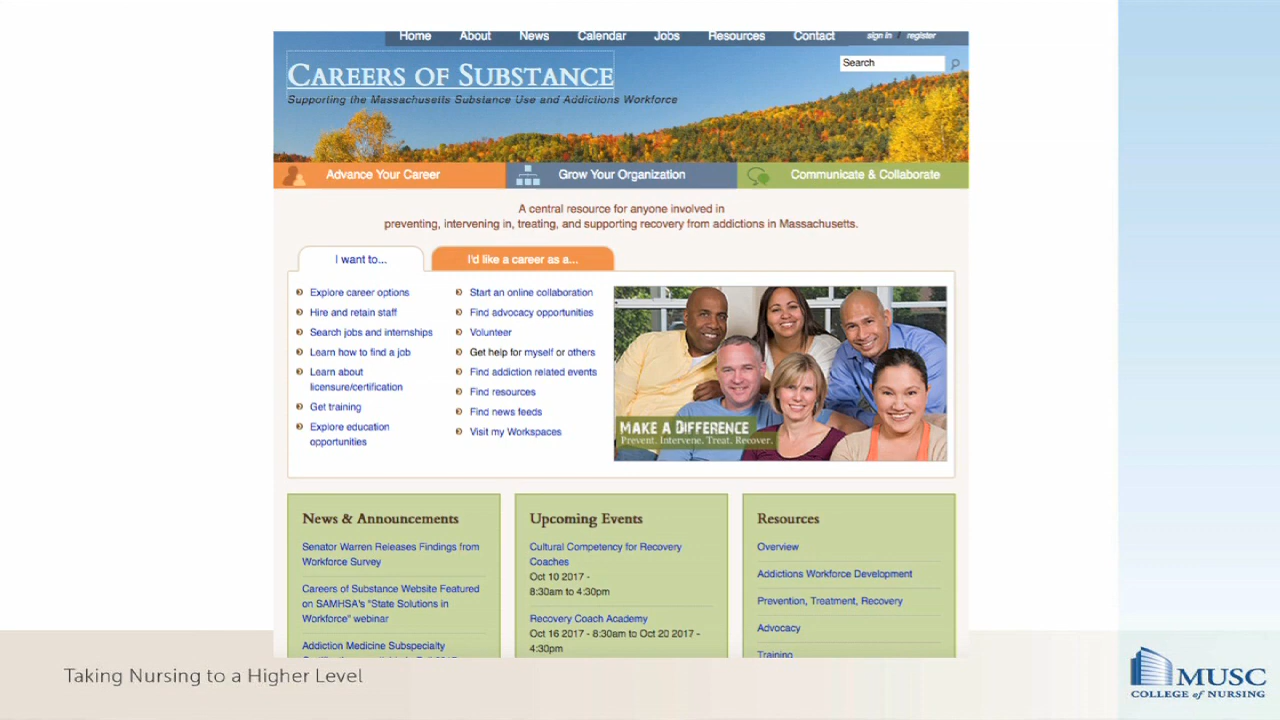 Home About News Calendar Jobs Resources Contact sign in / register
Search
CAREERS OF SUBSTANCE
Supporting the Massachusetts Substance Use and Addictions Workforce
Advance Your Career
Grow Your Organization
Communicate & Collaborate
A central resource for anyone involved in
preventing, intervening in, treating, and supporting recovery from addictions in Massachusetts.
I want to...
I'd like a career as a...
Explore career options
Hire and retain staff
Search jobs and internships
Learn how to find a job
Learn about
licensure/certification
Get training
Explore education
opportunities
Start an online collaboration
Find advocacy opportunities
Volunteer
Get help for myself or others
Find addiction related events
Find resources
Find news feeds
Visit my Workspaces
MAKE A DIFFERENCE
Prevent. Intervene. Treat. Recover.
News & Announcements
Senator Warren Releases Findings from
Workforce Survey
Careers of Substance Website Featured
on SAMHSA's "State Solutions in
Workforce" webinar
Addiction Medicine Subspecialty
Upcoming Events
Cultural Competency for Recovery
Coaches
Oct 10 2017 -
8:30am to 4:30pm
Recovery Coach Academy
Oct 16 2017 - 8:30am to Oct 20 2017 -
4:30pm
Resources
Overview
Addictions Workforce Development
Prevention, Treatment, Recovery
Advocacy
Training
Taking Nursing to a Higher Level
MUSC
COLLEGE of NURSING